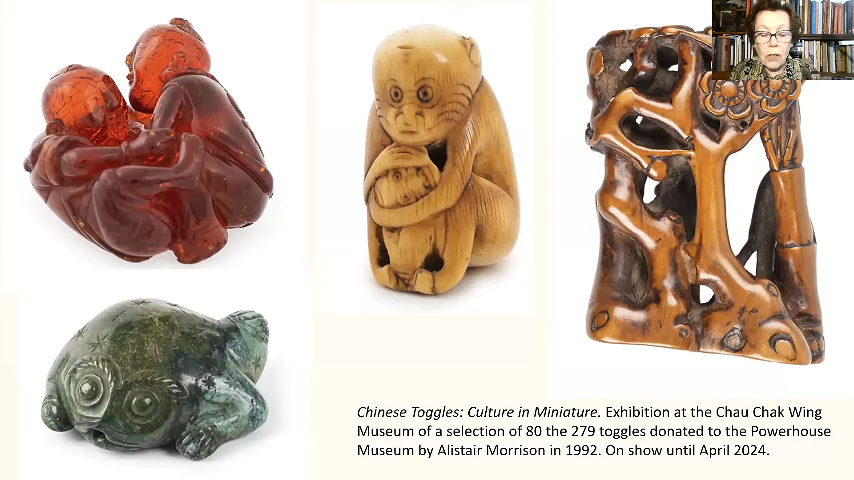 Chinese Toggles: Culture in Miniature. Exhibition at the Chau Chak Wing
Museum of a selection of 80 the 279 toggles donated to the Powerhouse
Museum by Alistair Morrison in 1992. On show until April 2024.